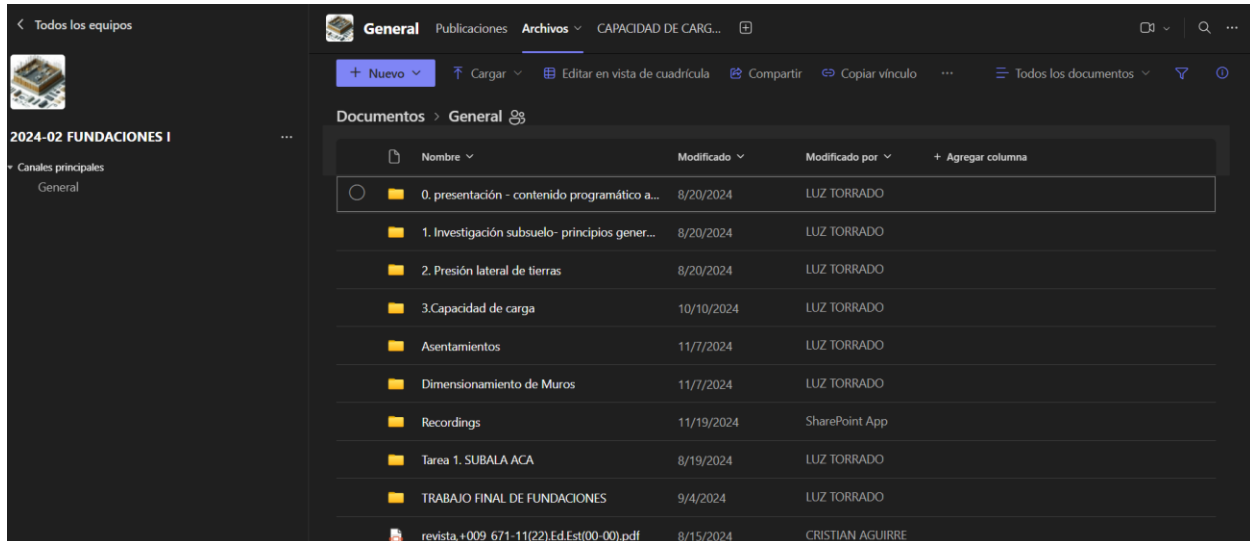 Todos los equipos
2024-02 FUNDACIONES I
Canales principales
General
General Publicaciones Archivos CAPACIDAD DE CARG...
+ Nuevo Cargar Editar en vista de cuadrícula Compartir Copiar vínculo ... Todos los documentos
Documentos > General
Nombre Modificado Modificado por + Agregar columna
0. presentación - contenido programático a... 8/20/2024 LUZ TORRADO
1. Investigación subsuelo- principios gener... 8/20/2024 LUZ TORRADO
2. Presión lateral de tierras 8/20/2024 LUZ TORRADO
3.Capacidad de carga 10/10/2024 LUZ TORRADO
Asentamientos 11/7/2024 LUZ TORRADO
Dimensionamiento de Muros 11/7/2024 LUZ TORRADO
Recordings 11/19/2024 SharePoint App
Tarea 1. SUBALA ACA 8/19/2024 LUZ TORRADO
TRABAJO FINAL DE FUNDACIONES 9/4/2024 LUZ TORRADO
revista,+009_671-11(22).Ed.Est(00-00).pdf 8/15/2024 CRISTIAN AGUIRRE